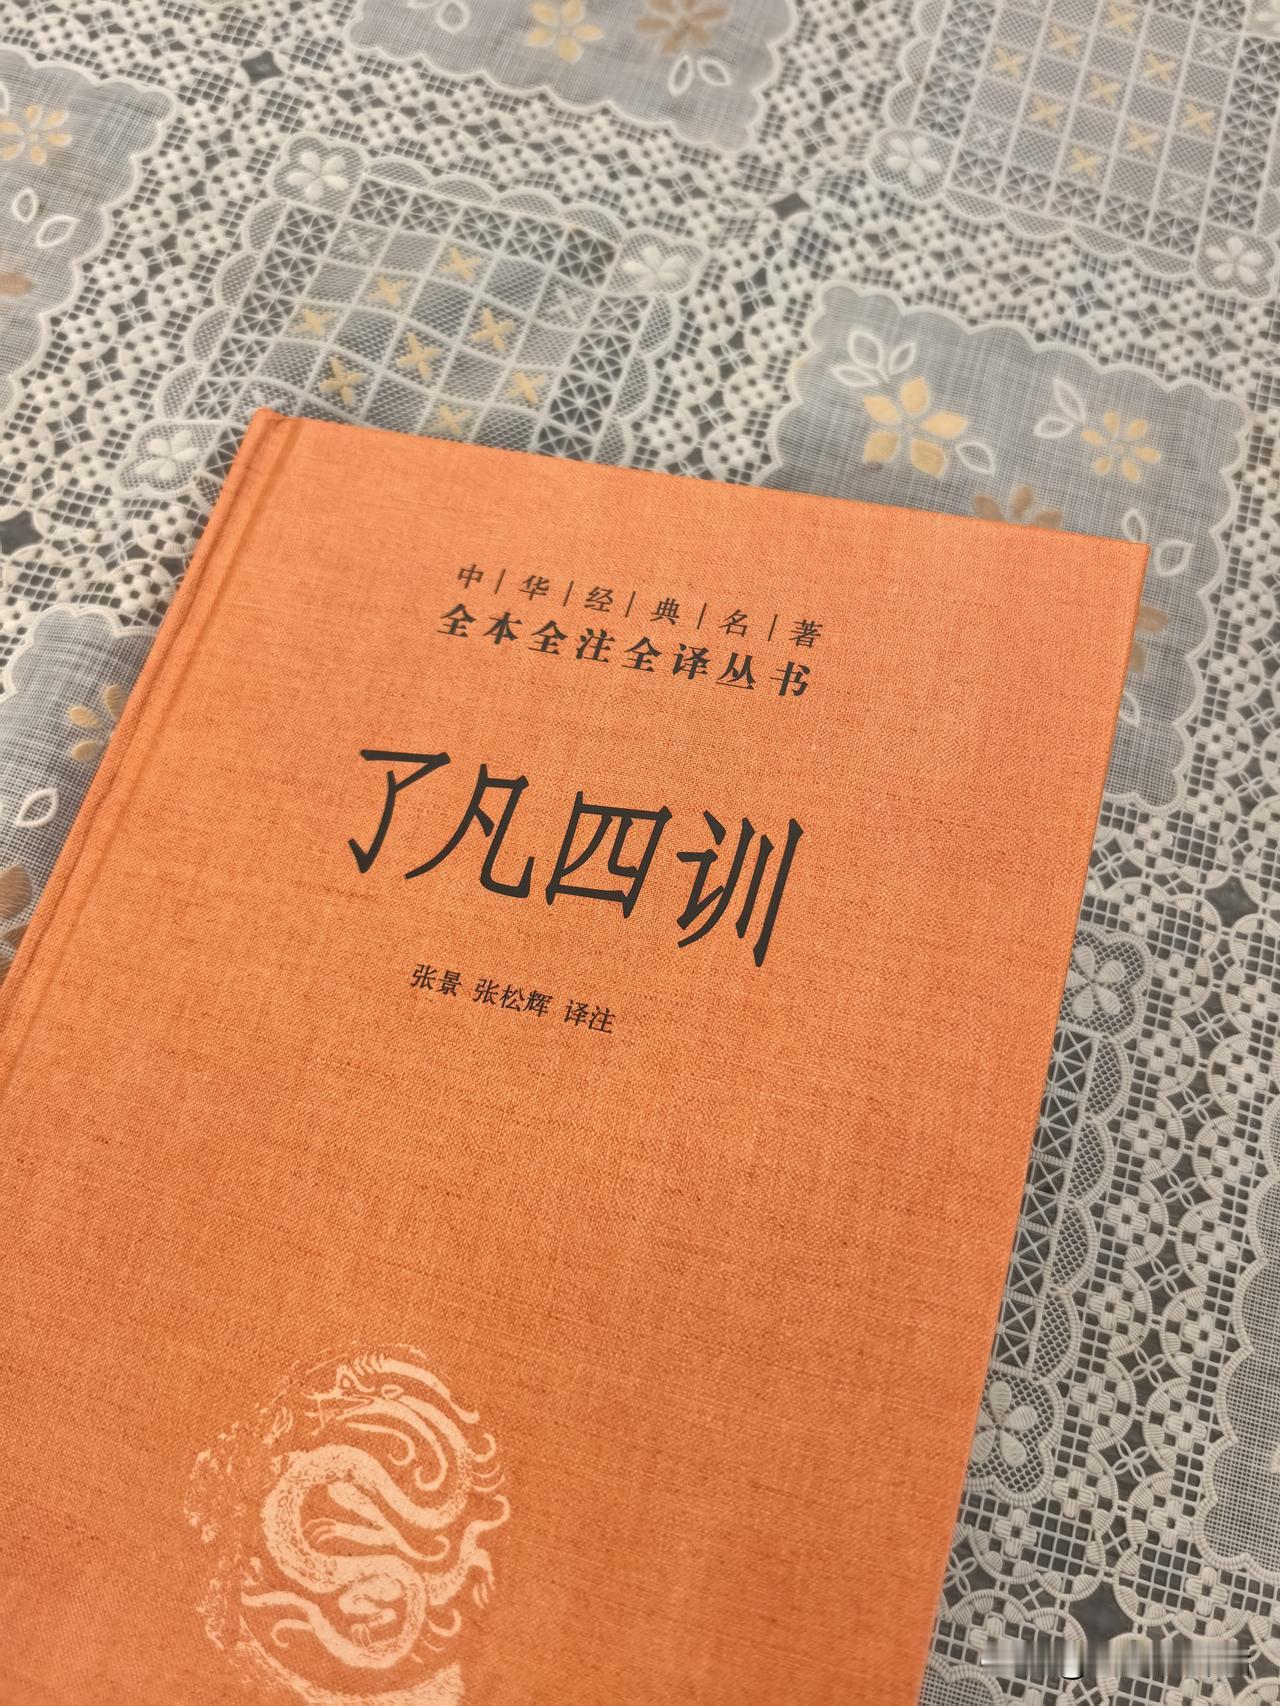 中|华|经|典|名|著
全本全注全译丛书
了凡四训
张景 张松辉 译注